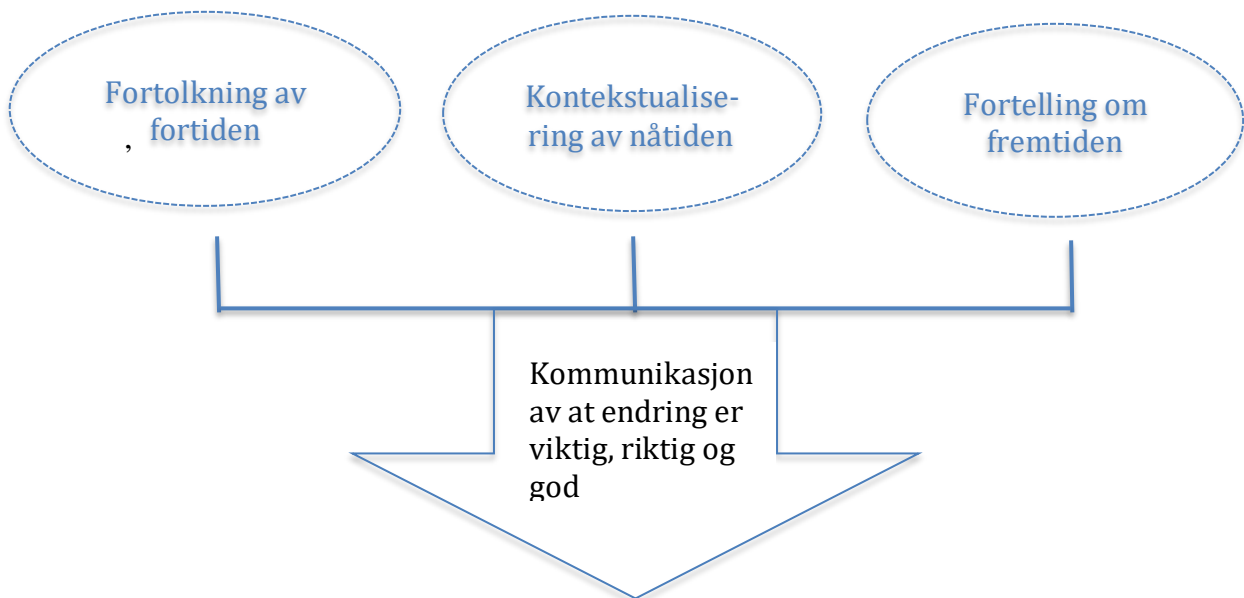 Fortolkning av
fortiden
,
Kontekstualise-
ring av nåtiden
Fortelling om
fremtiden
Kommunikasjon
av at endring er
viktig, riktig og
god